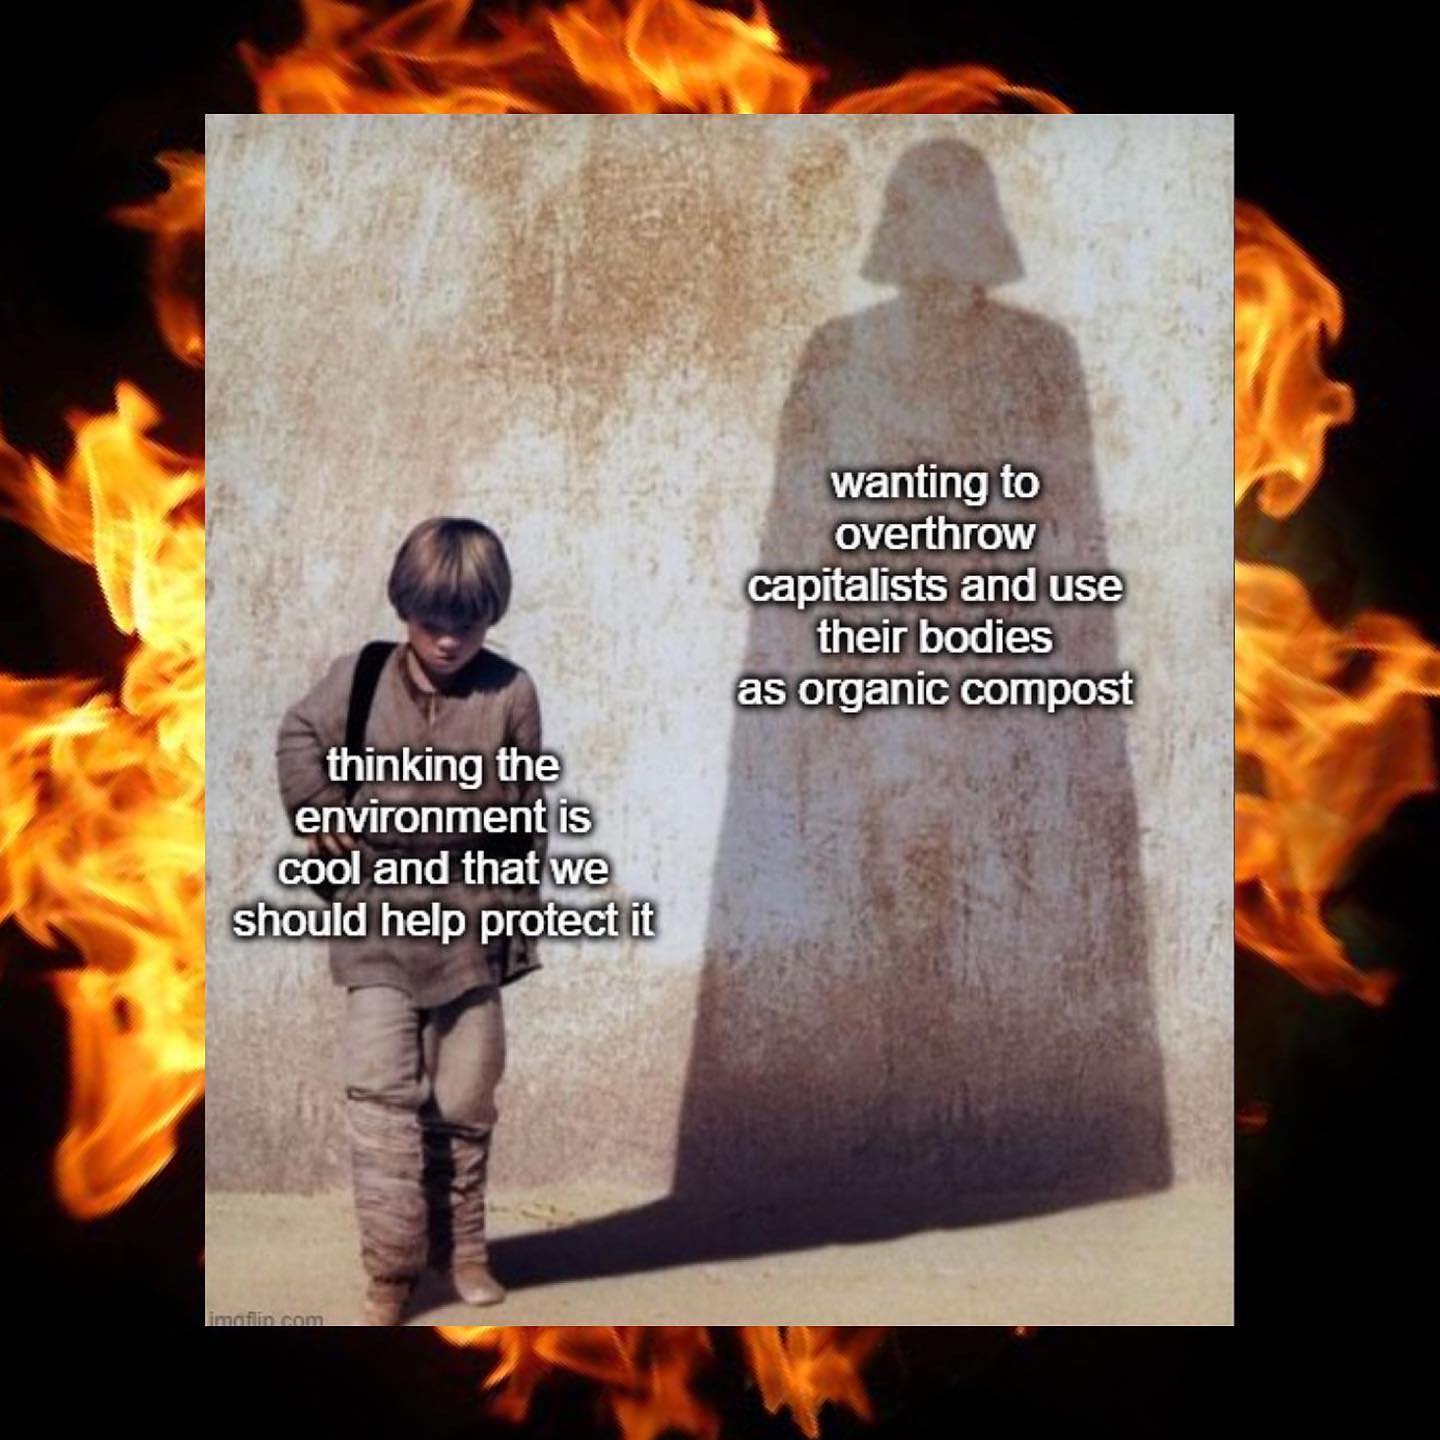 wanting to
overthrow
capitalists and use
their bodies
as organic compost
thinking the
environment is
cool and that we
should help protect it
imgflip.com